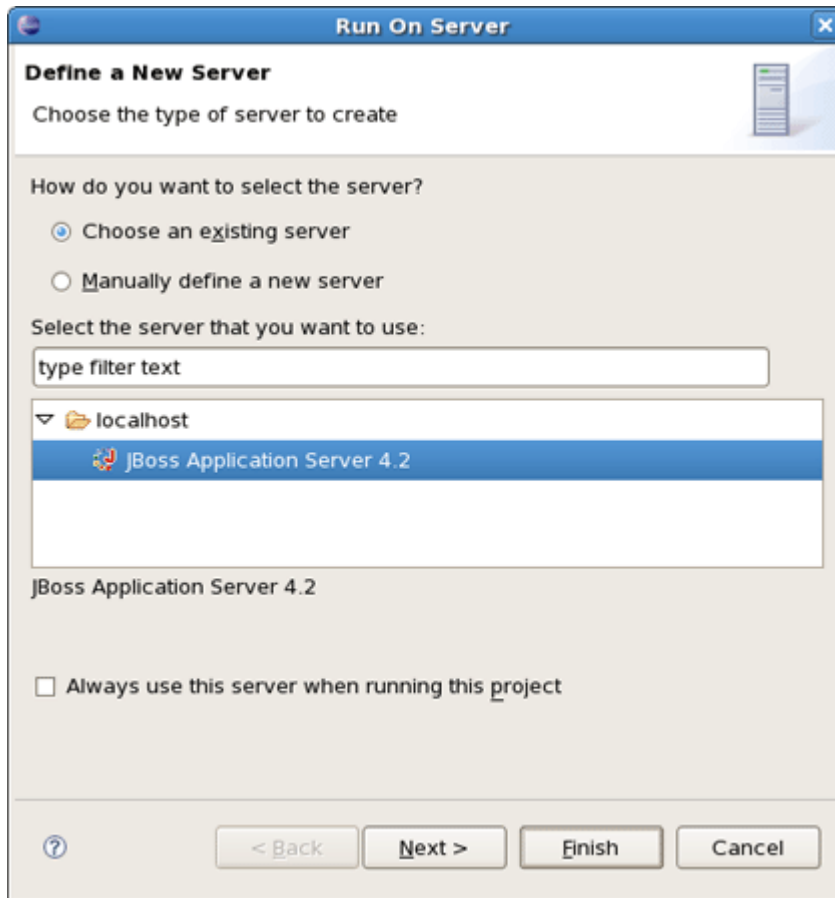 Run On Server
Define a New Server
Choose the type of server to create
How do you want to select the server?
Choose an existing server
Manually define a new server
Select the server that you want to use:
type filter text
localhost
JBoss Application Server 4.2
JBoss Application Server 4.2
Always use this server when running this project
? < Back Next > Finish Cancel